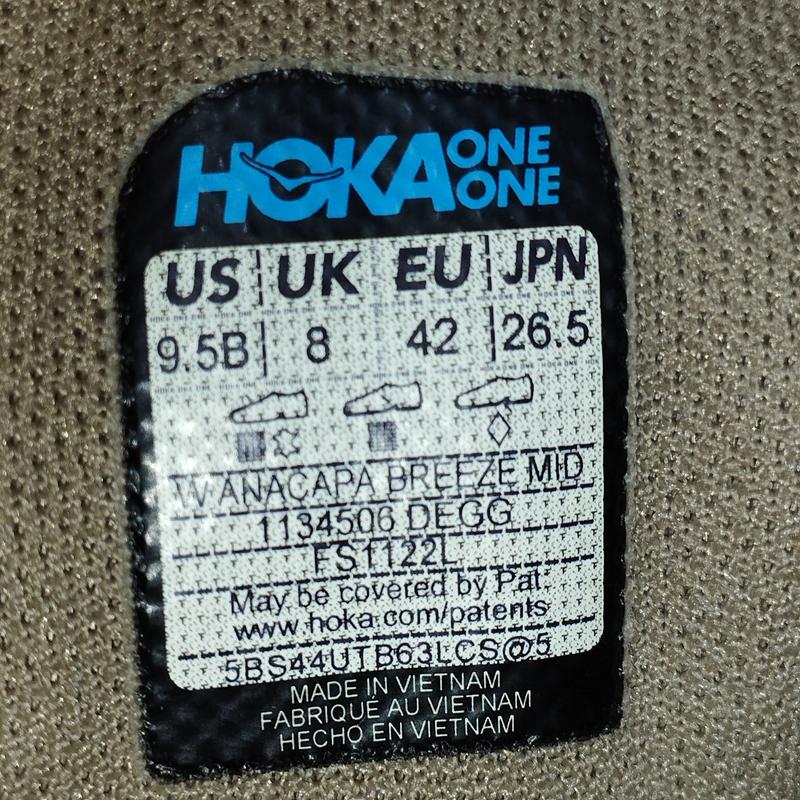 HOKA ONE ONE
US UK EU JPN
9.5B 8 42 26.5
W ANACAPA BREEZE MID
1134506 DEGG
FS1122L
May be covered by Pat.
www.hoka.com/patents
5BS44UTB63LCS@5
MADE IN VIETNAM
FABRIQUÉ AU VIETNAM
HECHO EN VIETNAM